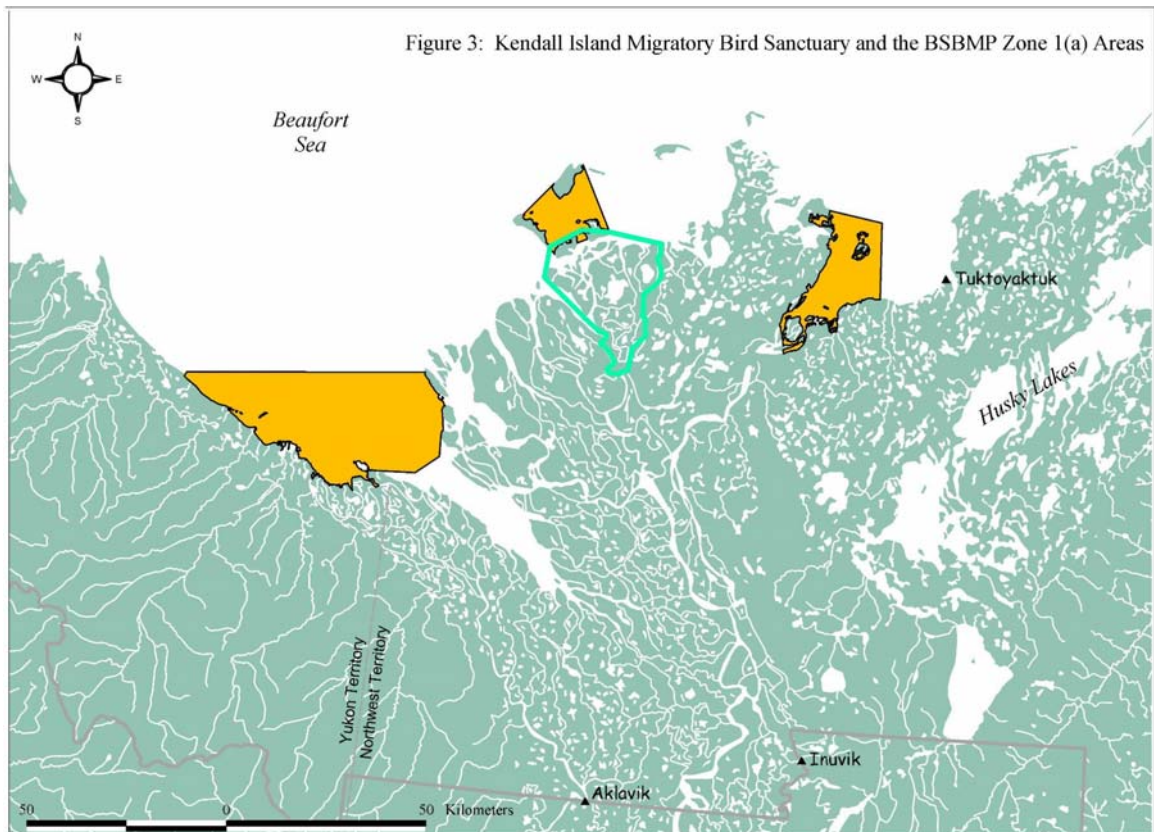 Figure 3: Kendall Island Migratory Bird Sanctuary and the BSBMP Zone 1(a) Areas
N
W E
S
Beaufort
Sea
Tuktoyaktuk
Husky Lakes
Yukon Territory
Northwest Territory
Inuvik
Aklavik
50 0 50 Kilometers